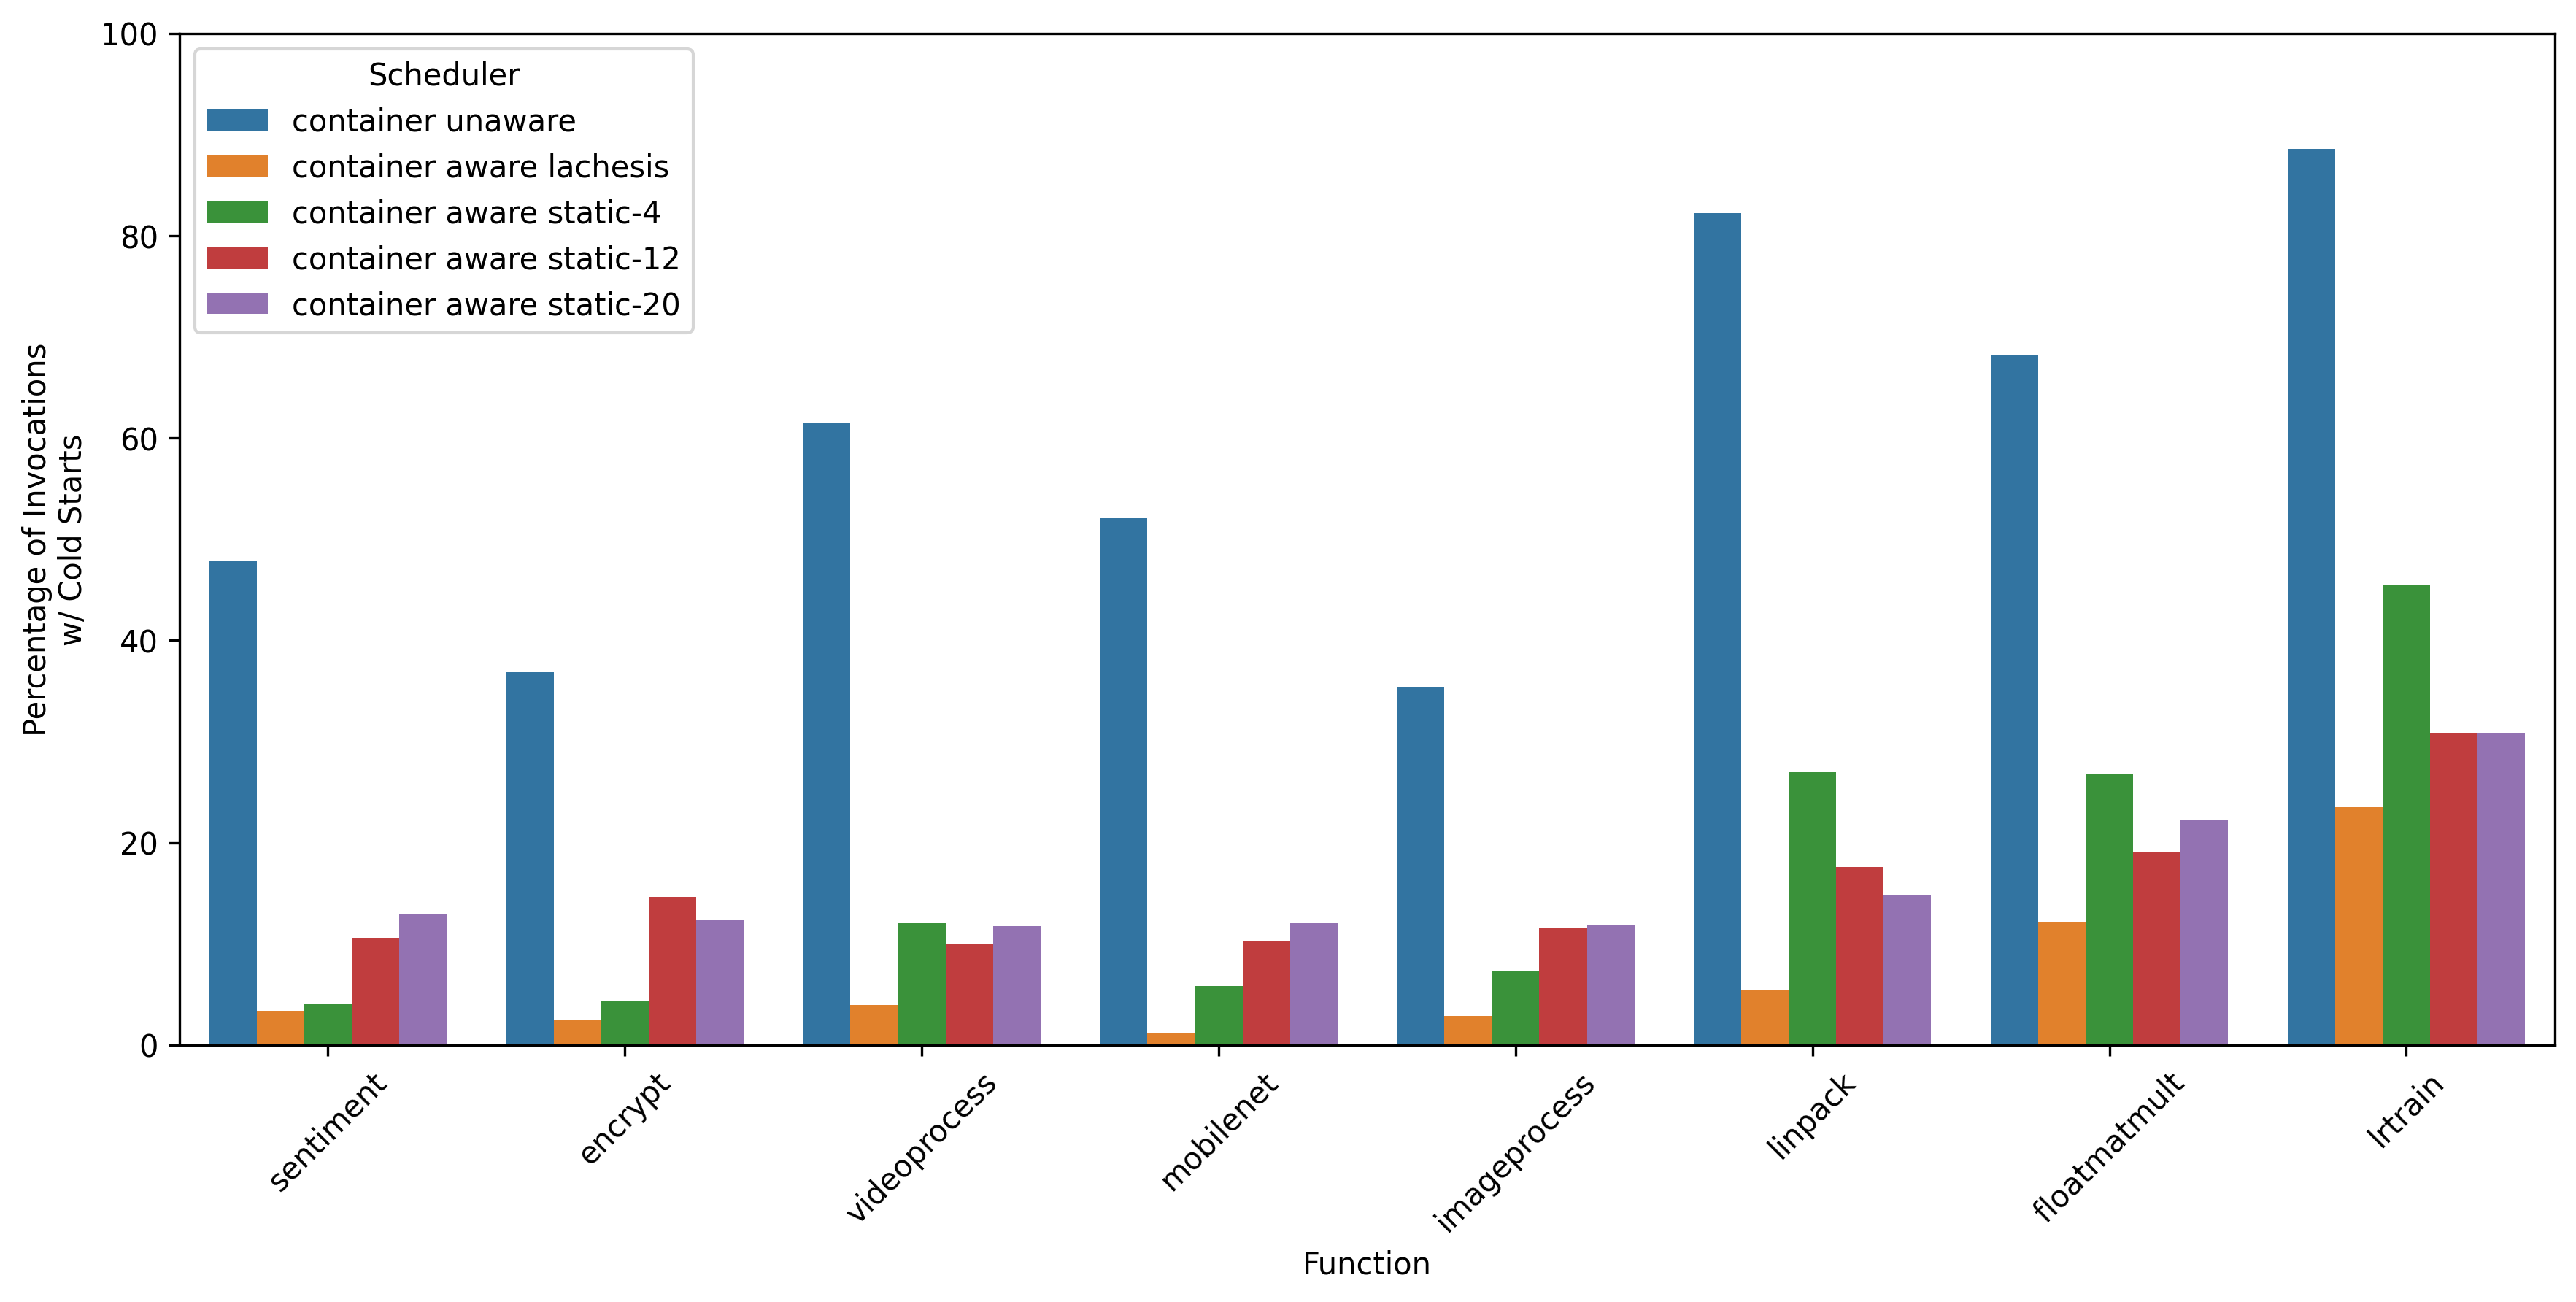 Scheduler
container unaware
container aware lachesis
container aware static-4
container aware static-12
container aware static-20
Percentage of Invocations
w/ Cold Starts
100
80
60
40
20
0
sentiment
encrypt
videoprocess
mobilenet
imageprocess
linpack
floatmatmult
lrtrain
Function